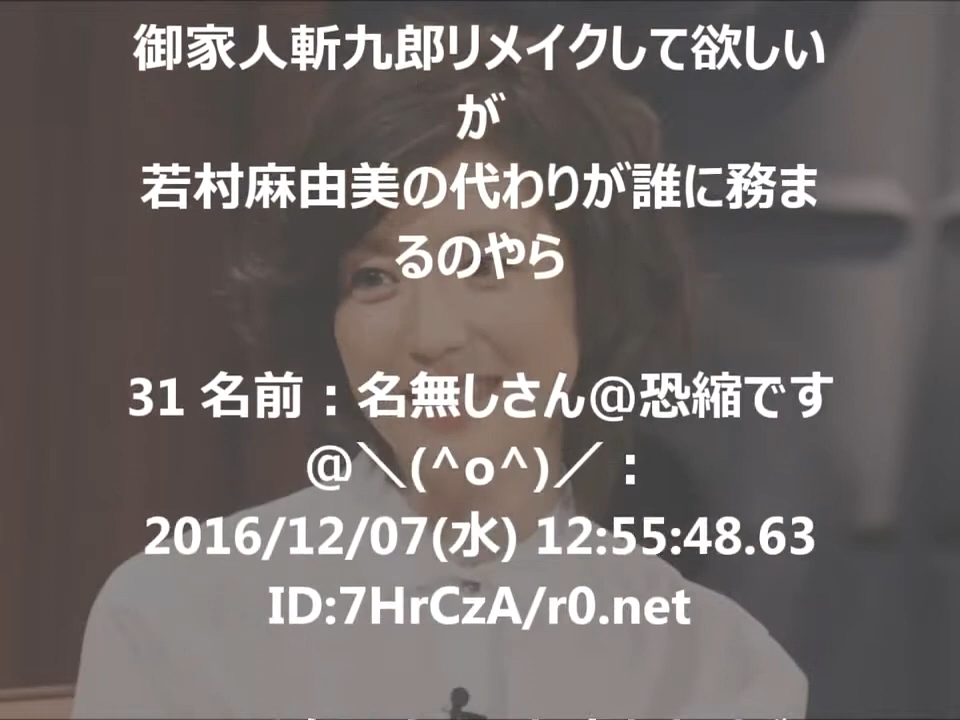 御家人斬九郎リメイクして欲しい
が
若村麻由美の代わりが誰に務ま
るのやら
31 名前：名無しさん@恐縮です
@＼(^o^)／：
2016/12/07(水) 12:55:48.63
ID:7HrCzA/r0.net